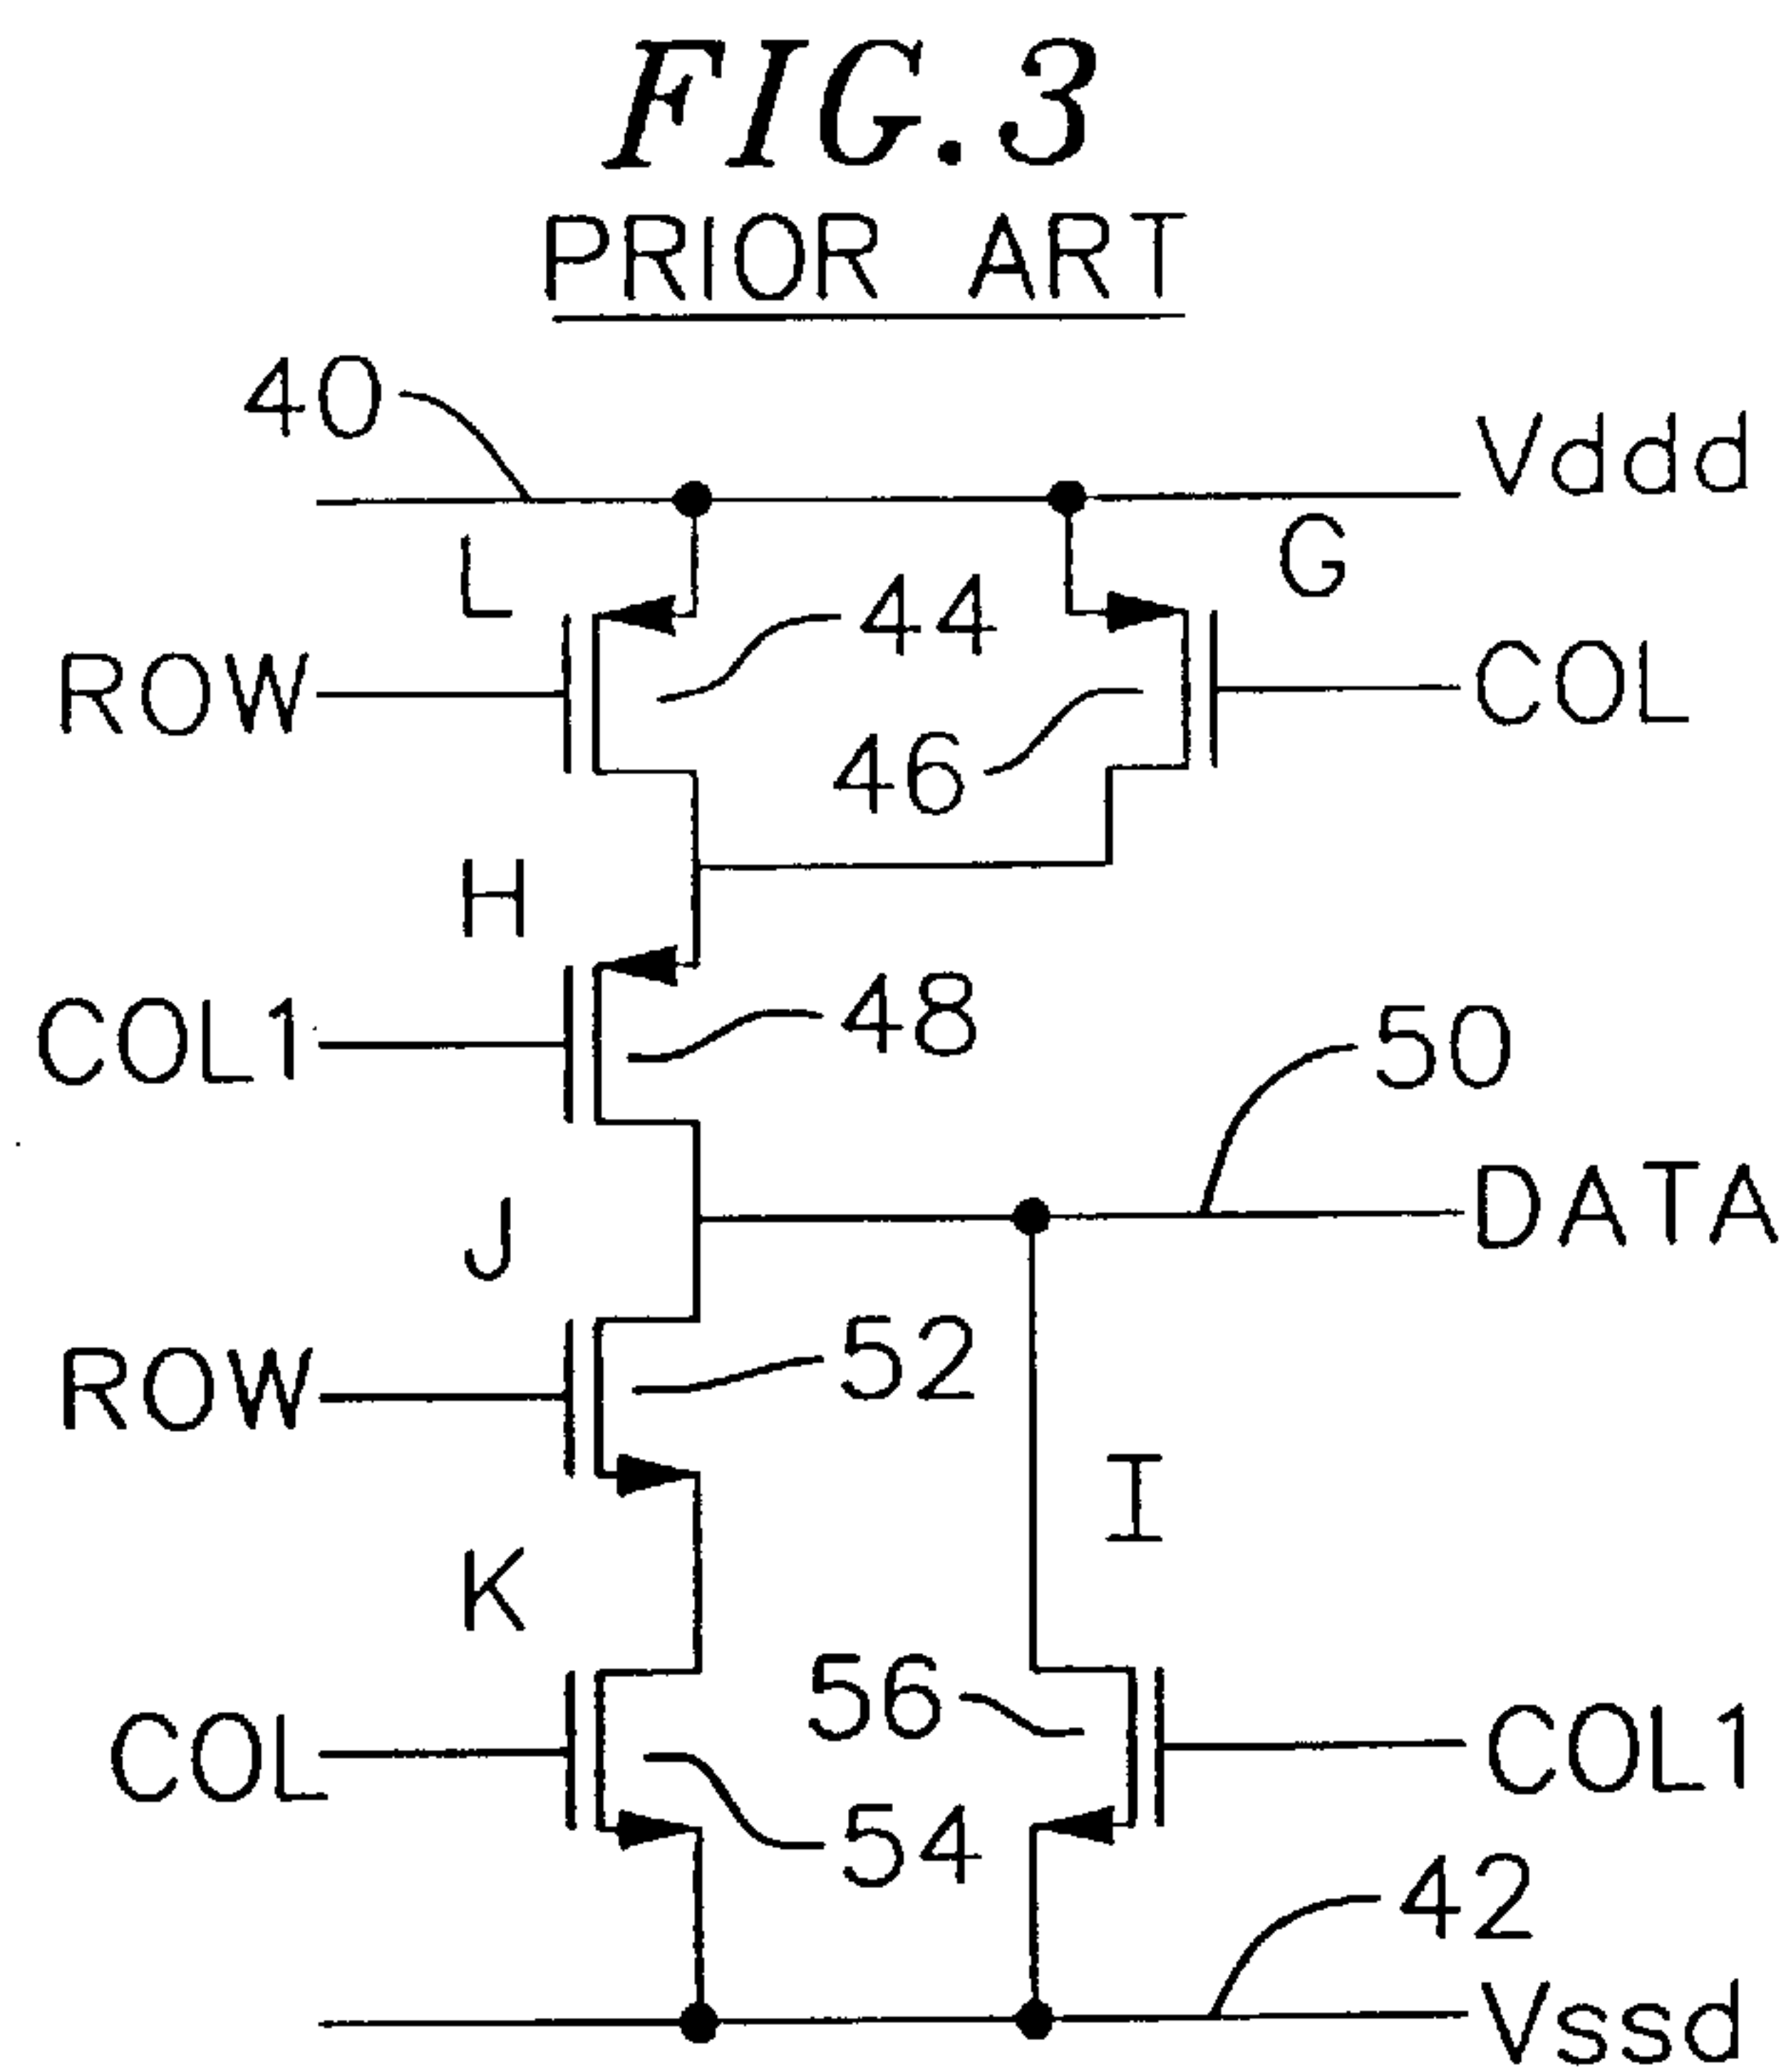 FIG.3
PRIOR ART
40
Vddd
L
G
44
ROW
COL
46
H
COL1
48
50
J
DATA
52
ROW
I
K
56
COL
COL1
54
42
Vssd